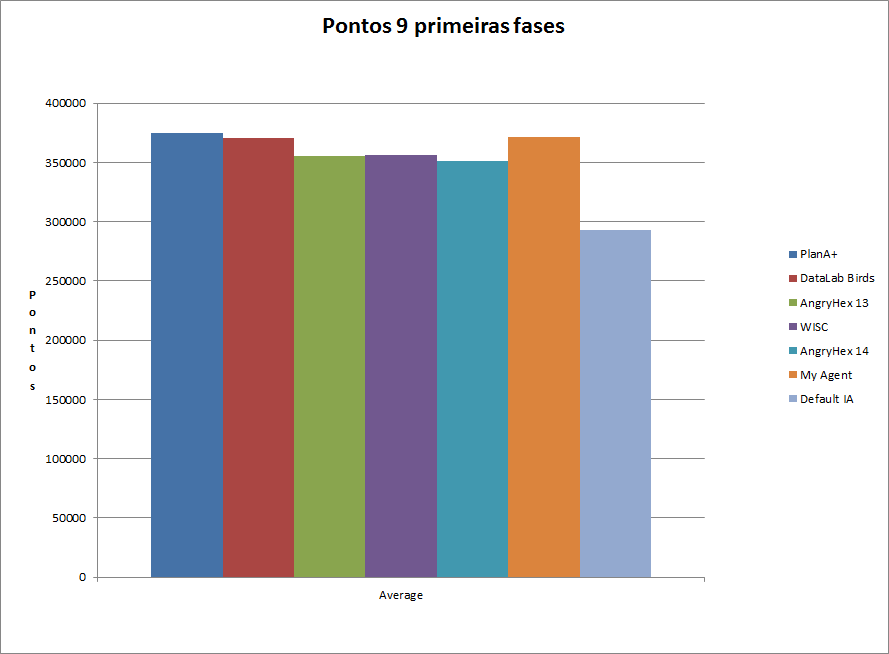 Pontos 9 primeiras fases
400000
350000
300000
250000
200000
150000
100000
50000
0
Pontos
Average
PlanA+
DataLab Birds
AngryHex 13
WISC
AngryHex 14
My Agent
Default IA